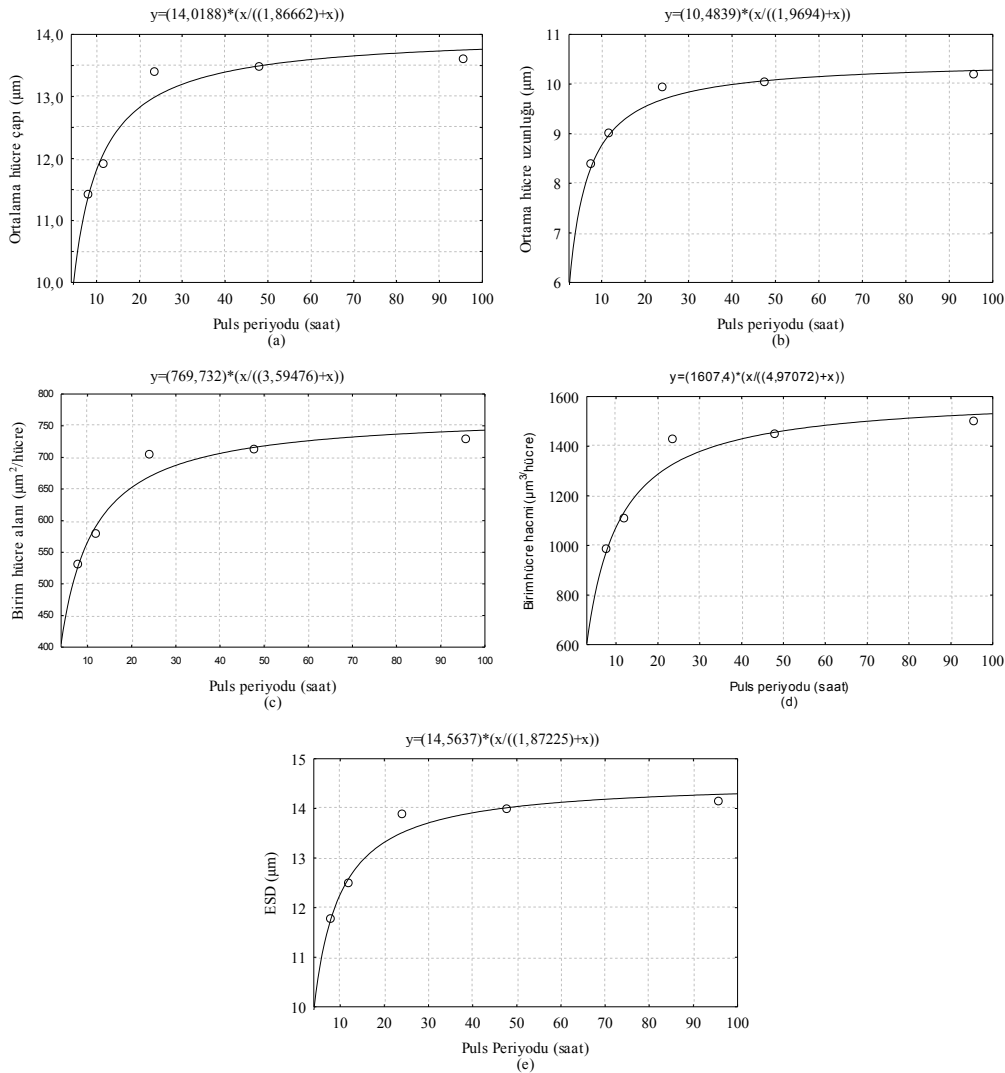 y=(14,0188)*(x/((1,86662)+x))
y=(10,4839)*(x/((1,9694)+x))
14,0
13,0
12,0
11,0
10,0
Ortalama hücre çapı (µm)
10 20 30 40 50 60 70 80 90 100
Puls periyodu (saat)
(a)
11
10
9
8
7
6
Ortama hücre uzunluğu (µm)
10 20 30 40 50 60 70 80 90 100
Puls periyodu (saat)
(b)
y=(769,732)*(x/((3,59476)+x))
y=(1607,4)*(x/((4,97072)+x))
800
750
700
650
600
550
500
450
400
Birim hücre alanı (µm²/hücre)
10 20 30 40 50 60 70 80 90 100
Puls periyodu (saat)
(c)
1600
1400
1200
1000
800
600
Birim hücre hacmi (µm³/hücre)
10 20 30 40 50 60 70 80 90 100
Puls periyodu (saat)
(d)
y=(14,5637)*(x/((1,87225)+x))
15
14
13
12
11
10
ESD (µm)
10 20 30 40 50 60 70 80 90 100
Puls Periyodu (saat)
(e)